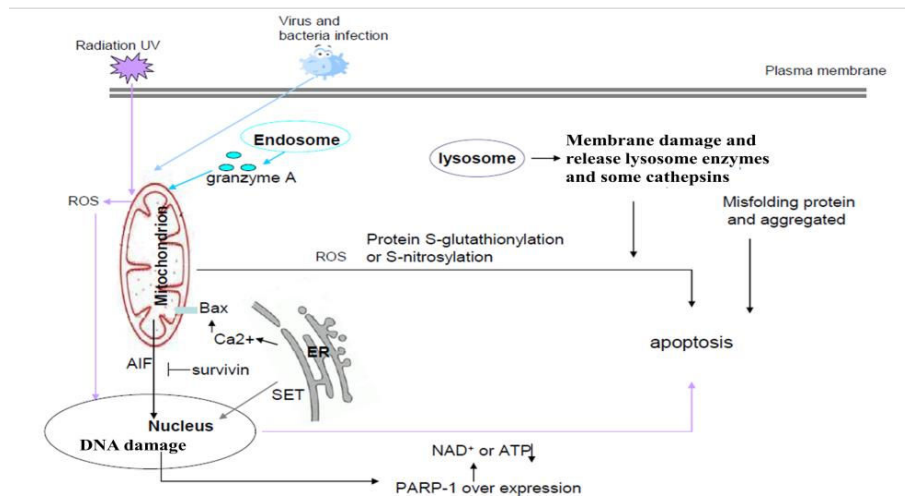 Virus and
bacteria infection
Radiation UV
Plasma membrane
Endosome
granzyme A
lysosome
Membrane damage and
release lysosome enzymes
and some cathepsins
Misfolding protein
and aggregated
ROS
Mitochondrion
ROS
Protein S-glutathionylation
or S-nitrosylation
Bax
Ca2+
ER
apoptosis
AIF
survivin
SET
Nucleus
DNA damage
NAD⁺ or ATP
PARP-1 over expression